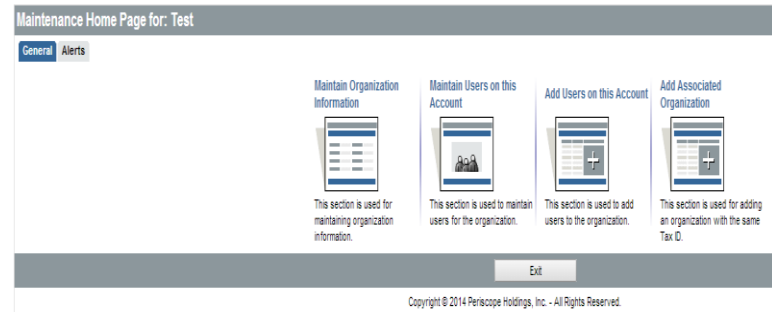 Maintenance Home Page for: Test
General Alerts
Maintain Organization
Information
This section is used for
maintaining organization
information.
Maintain Users on this
Account
This section is used to maintain
users for the organization.
Add Users on this Account
This section is used to add
users to the organization.
Add Associated
Organization
This section is used for adding
an organization with the same
Tax ID.
Exit
Copyright © 2014 Periscope Holdings, Inc. - All Rights Reserved.